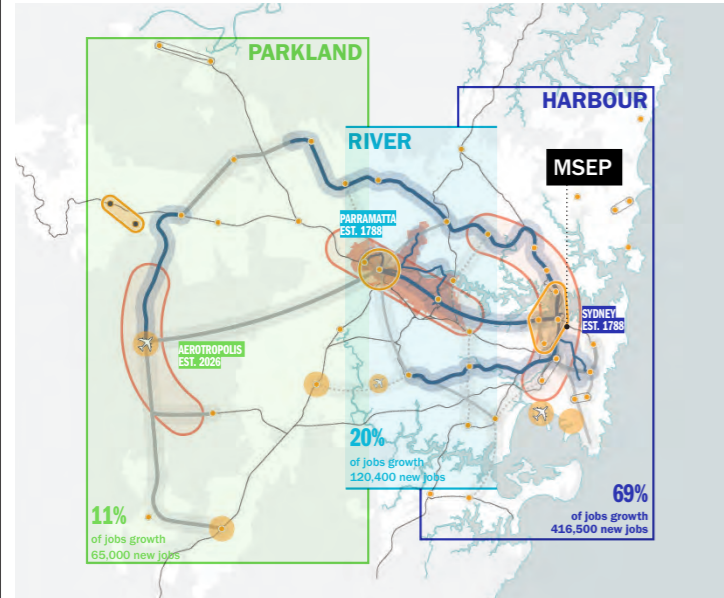 PARKLAND
HARBOUR
RIVER
MSEP
PARRAMATTA
EST. 1788
SYDNEY
EST. 1788
AEROTROPOLIS
EST. 2026
20%
of jobs growth
120,400 new jobs
69%
of jobs growth
416,500 new jobs
11%
of jobs growth
65,000 new jobs